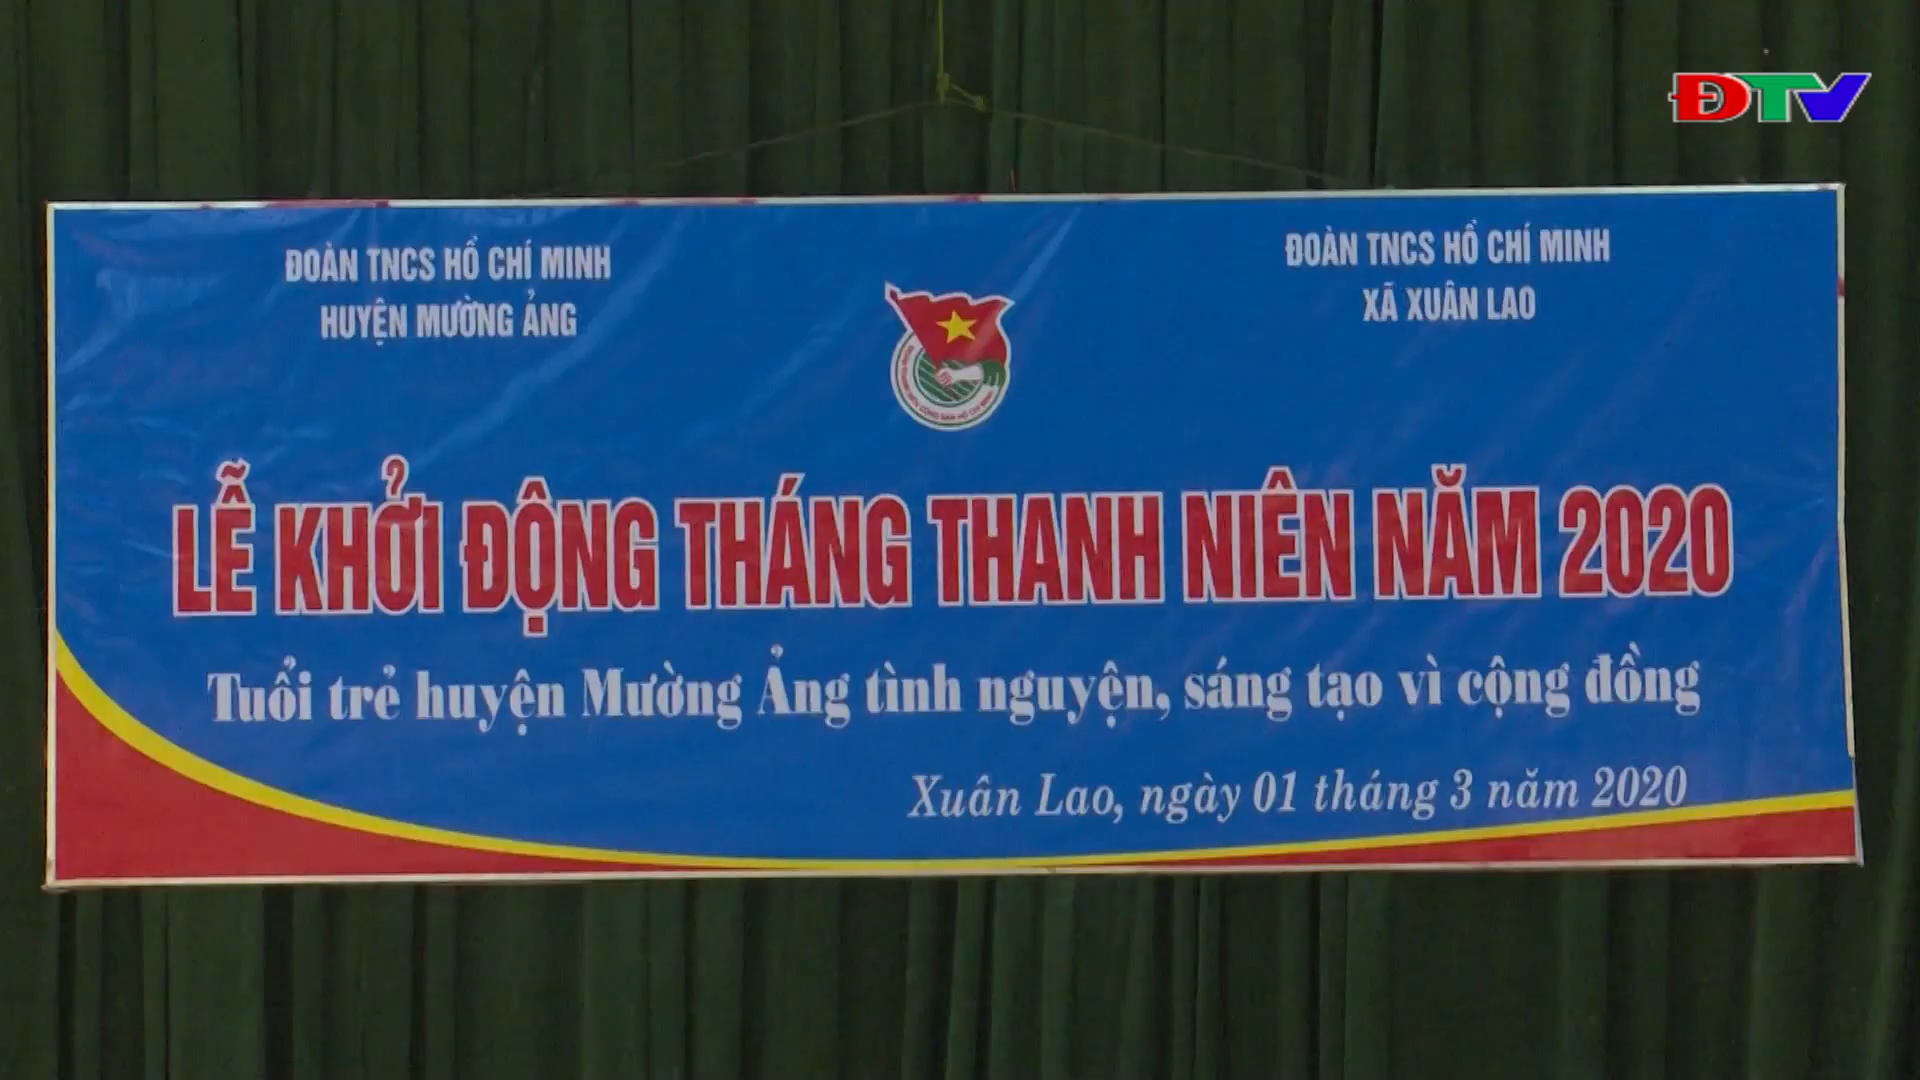 ĐTV
ĐOÀN TNCS HỒ CHÍ MINH
HUYỆN MƯỜNG ẢNG
ĐOÀN TNCS HỒ CHÍ MINH
XÃ XUÂN LAO
LỄ KHỞI ĐỘNG THÁNG THANH NIÊN NĂM 2020
Tuổi trẻ huyện Mường Ảng tình nguyện, sáng tạo vì cộng đồng
Xuân Lao, ngày 01 tháng 3 năm 2020